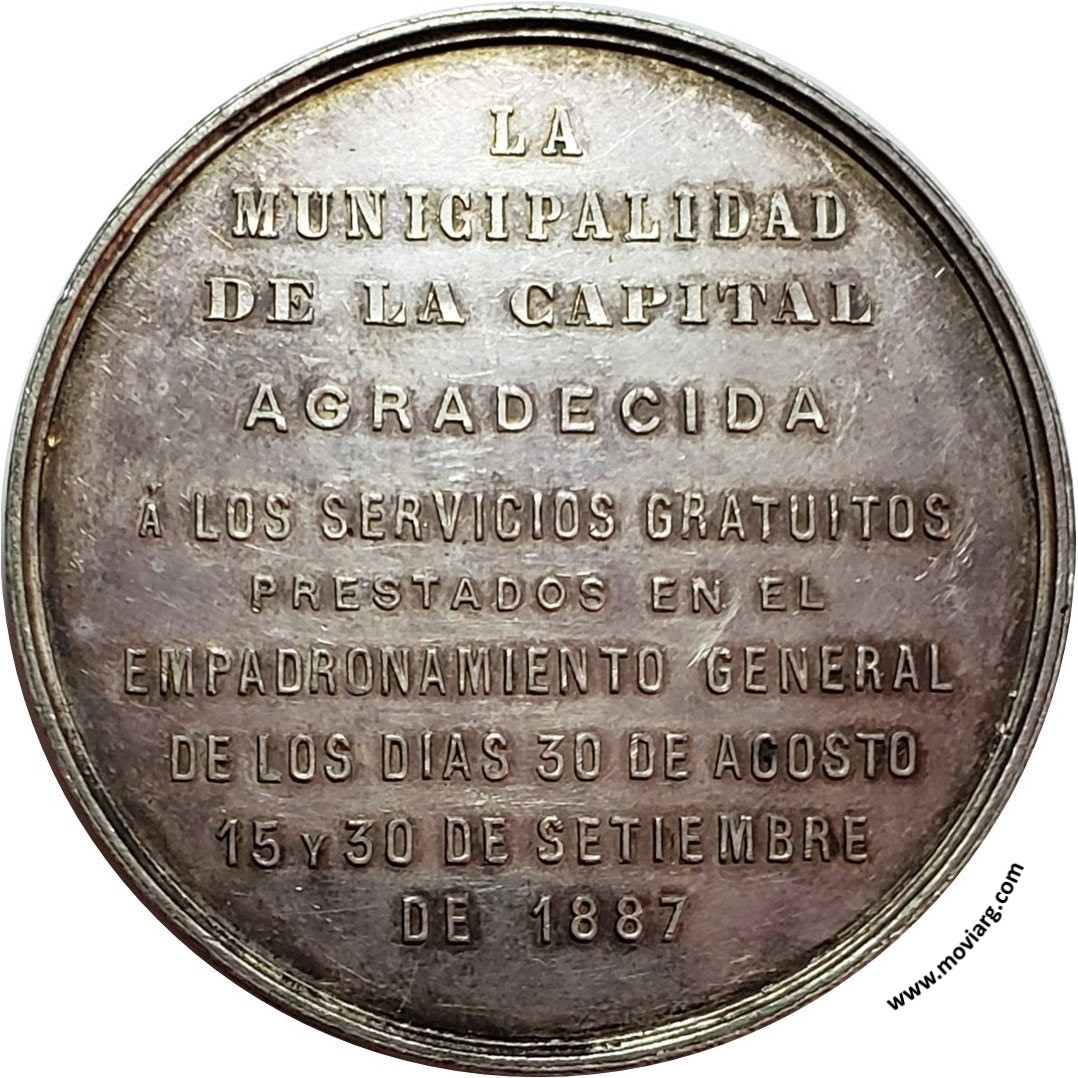 LA
MUNICIPALIDAD
DE LA CAPITAL
AGRADECIDA
Á LOS SERVICIOS GRATUITOS
PRESTADOS EN EL
EMPADRONAMIENTO GENERAL
DE LOS DIAS 30 DE AGOSTO
15 Y 30 DE SETIEMBRE
DE 1887
www.moviarg.com